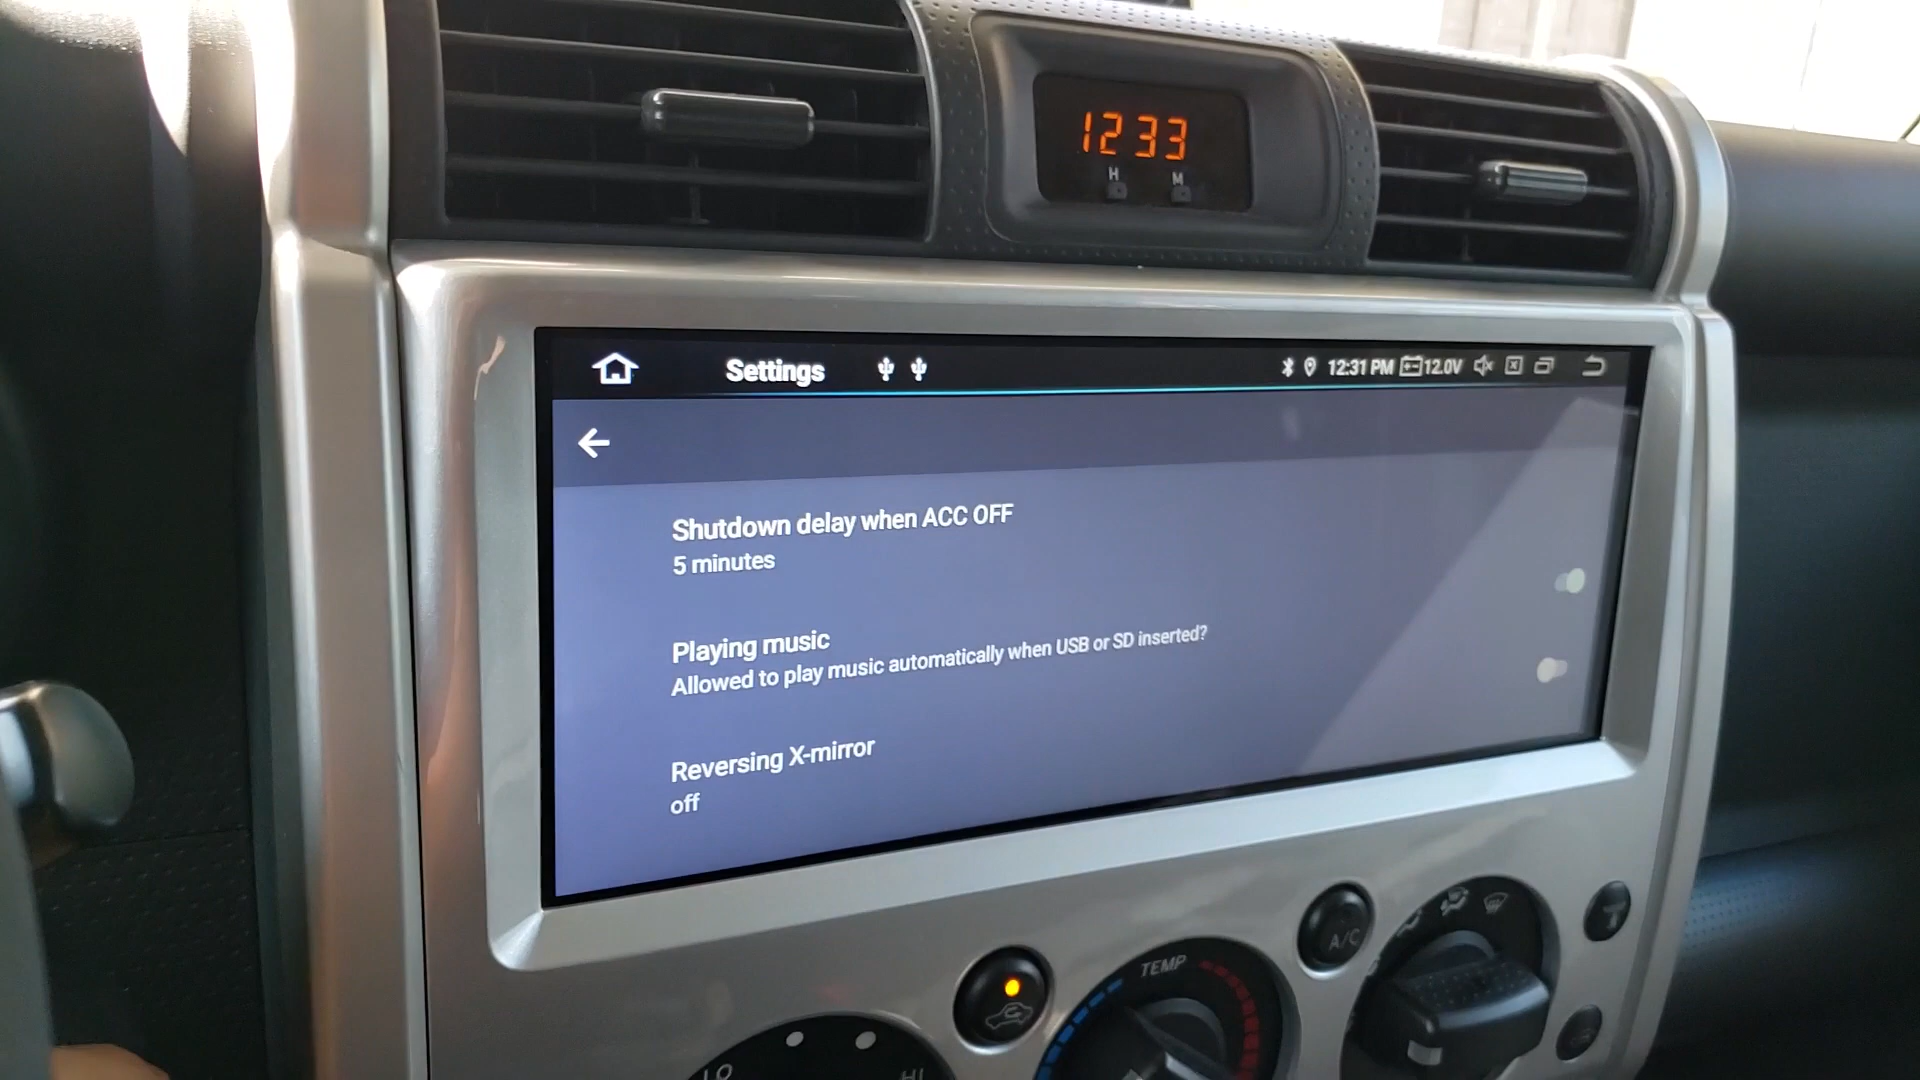 1233
H M
Settings 12:31 PM 12.0V
Shutdown delay when ACC OFF
5 minutes
Playing music
Allowed to play music automatically when USB or SD inserted?
Reversing X-mirror
off
A/C
TEMP
LO HI